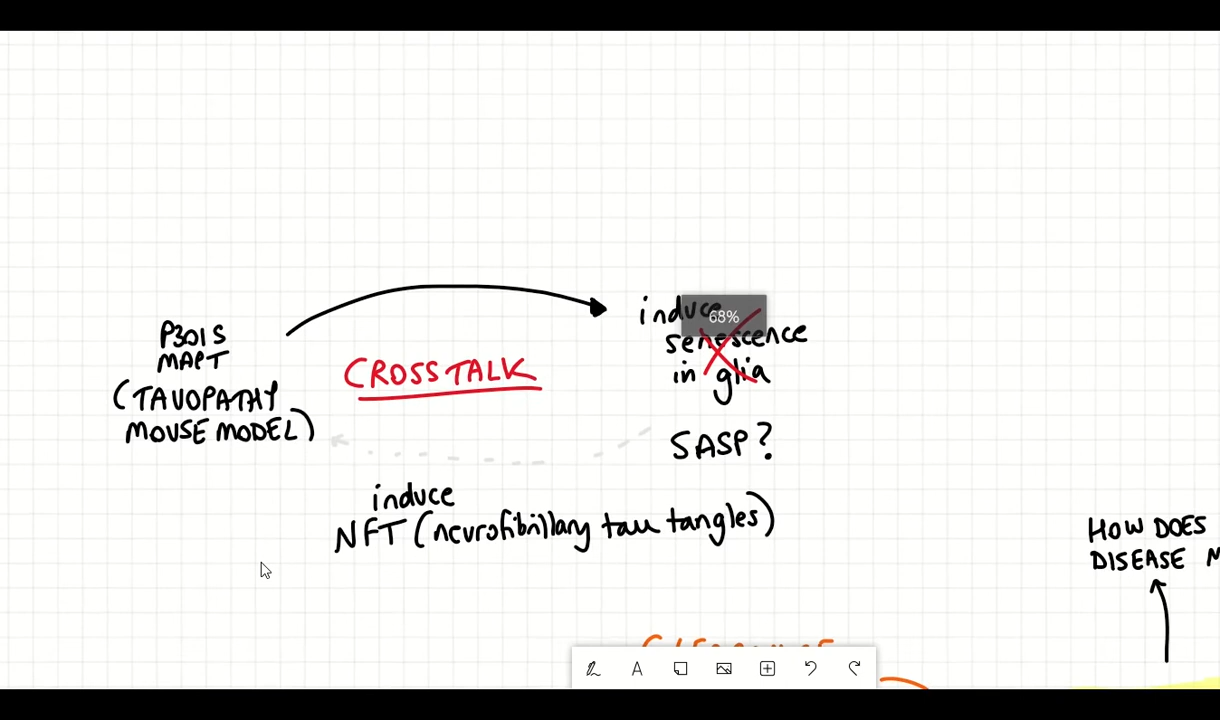 P301S
MAPT
(TAUOPATHY
MOUSE MODEL)
CROSSTALK
induce
senescence
in glia
68%
SASP?
induce
NFT (neurofibrillary tau tangles)
HOW DOES
DISEASE
A